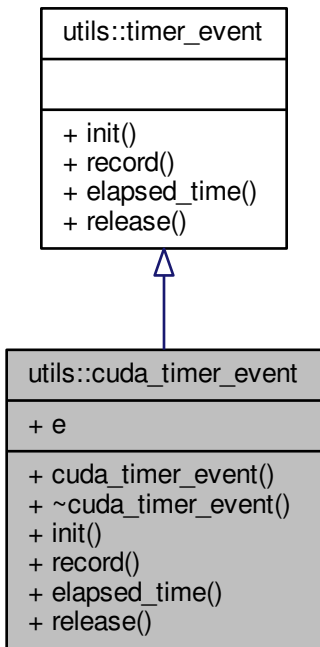 utils::timer_event
+ init()
+ record()
+ elapsed_time()
+ release()
utils::cuda_timer_event
+ e
+ cuda_timer_event()
+ ~cuda_timer_event()
+ init()
+ record()
+ elapsed_time()
+ release()